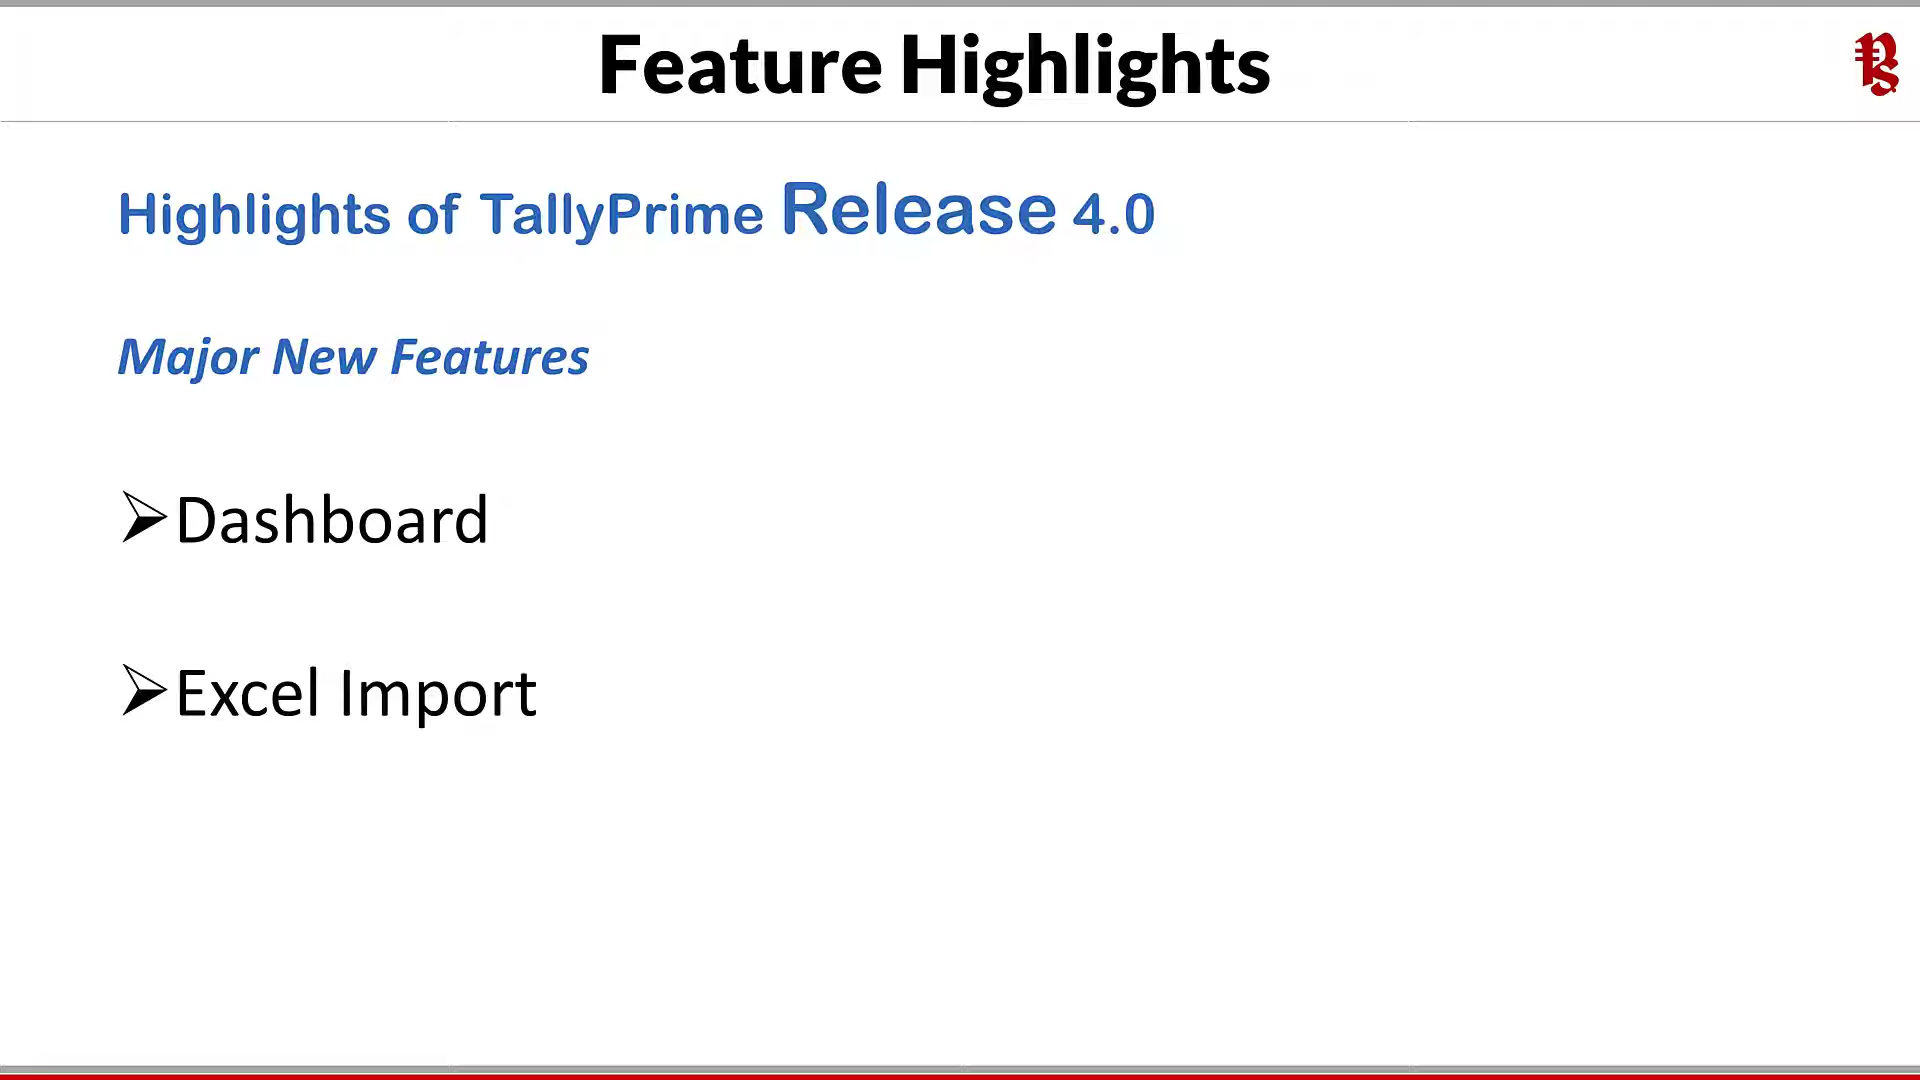 Feature Highlights
Highlights of TallyPrime Release 4.0
Major New Features
➢Dashboard
➢Excel Import